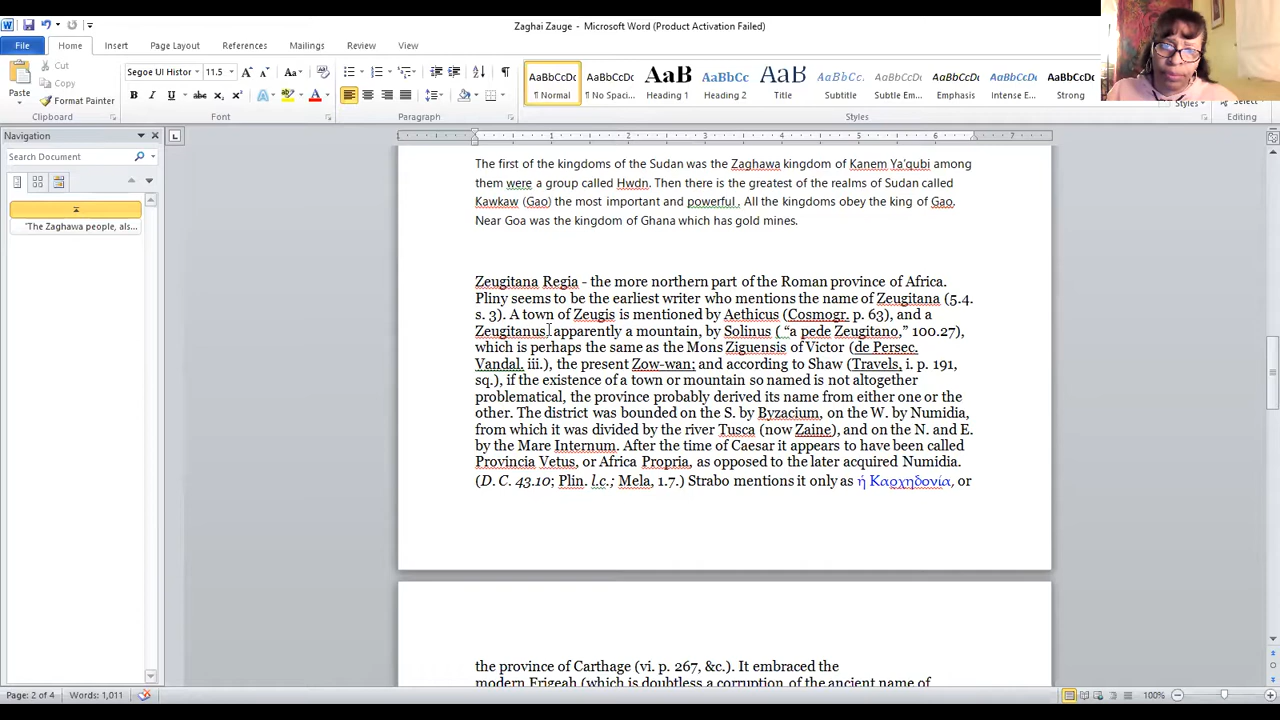 Zaghai Zauge - Microsoft Word (Product Activation Failed)
File Home Insert Page Layout References Mailings Review View
Cut
Copy
Format Painter
Paste
Clipboard
Segoe UI Histor 11.5
Font
Paragraph
AaBbCcDc AaBbCcDc AaB AaBbCc AaB AaBbCcL AaBbCcDc AaBbCcDt AaBbCcDc
¶ Normal ¶ No Spaci... Heading 1 Heading 2 Title Subtitle Subtle Em... Emphasis Intense E... Strong
Styles
Styles
Select
Editing
Navigation
Search Document
'The Zaghawa people, als...
The first of the kingdoms of the Sudan was the Zaghawa kingdom of Kanem Ya'qubi among
them were a group called Hwdn. Then there is the greatest of the realms of Sudan called
Kawkaw (Gao) the most important and powerful . All the kingdoms obey the king of Gao.
Near Goa was the kingdom of Ghana which has gold mines.
Zeugitana Regia - the more northern part of the Roman province of Africa.
Pliny seems to be the earliest writer who mentions the name of Zeugitana (5.4.
s. 3). A town of Zeugis is mentioned by Aethicus (Cosmogr. p. 63), and a
Zeugitanus, apparently a mountain, by Solinus ( “a pede Zeugitano,” 100.27),
which is perhaps the same as the Mons Ziguensis of Victor (de Persec.
Vandal. iii.), the present Zow-wan; and according to Shaw (Travels, i. p. 191,
sq.), if the existence of a town or mountain so named is not altogether
problematical, the province probably derived its name from either one or the
other. The district was bounded on the S. by Byzacium, on the W. by Numidia,
from which it was divided by the river Tusca (now Zaine), and on the N. and E.
by the Mare Internum. After the time of Caesar it appears to have been called
Provincia Vetus, or Africa Propria, as opposed to the later acquired Numidia.
(D. C. 43.10; Plin. l.c.; Mela, 1.7.) Strabo mentions it only as ἡ Καρχηδονία, or
the province of Carthage (vi. p. 267, &c.). It embraced the
modern Frigeah (which is doubtless a corruption of the ancient name of
Page: 2 of 4 Words: 1,011
100%